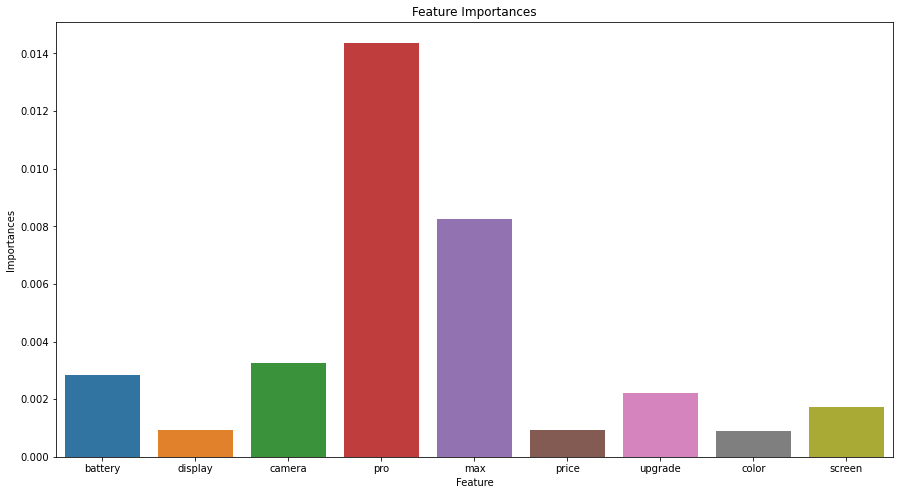 Feature Importances
0.014
0.012
0.010
0.008
0.006
0.004
0.002
0.000
Importances
battery display camera pro max price upgrade color screen
Feature